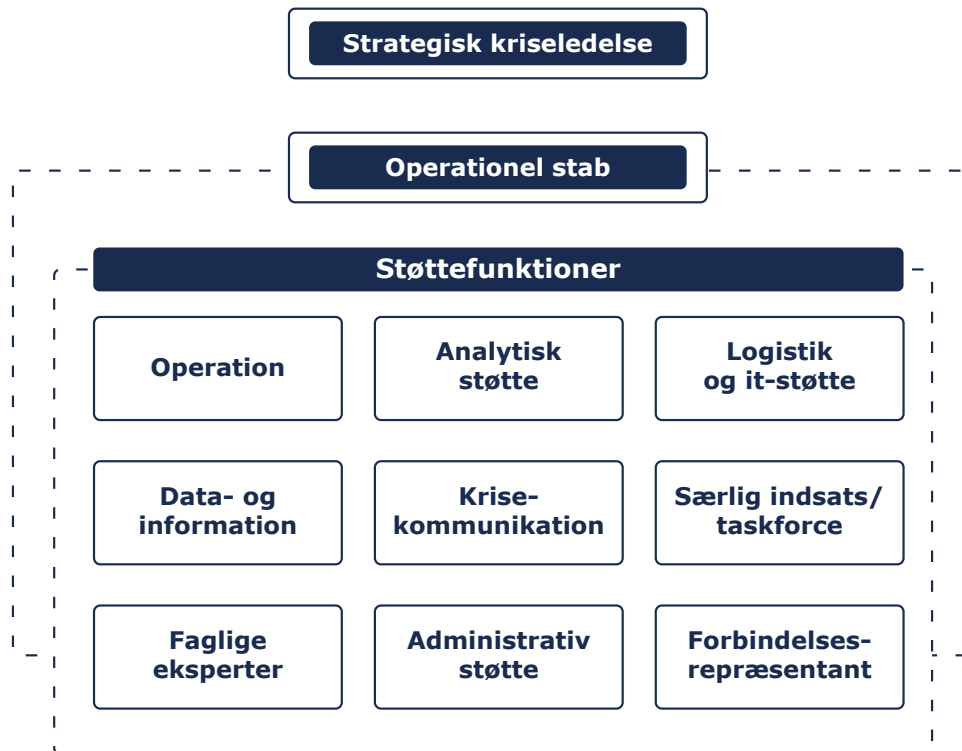 Strategisk kriseledelse
Operationel stab
Støttefunktioner
Operation
Analytisk
støtte
Logistik
og it-støtte
Data- og
information
Krise-
kommunikation
Særlig indsats/
taskforce
Faglige
eksperter
Administrativ
støtte
Forbindelses-
repræsentant